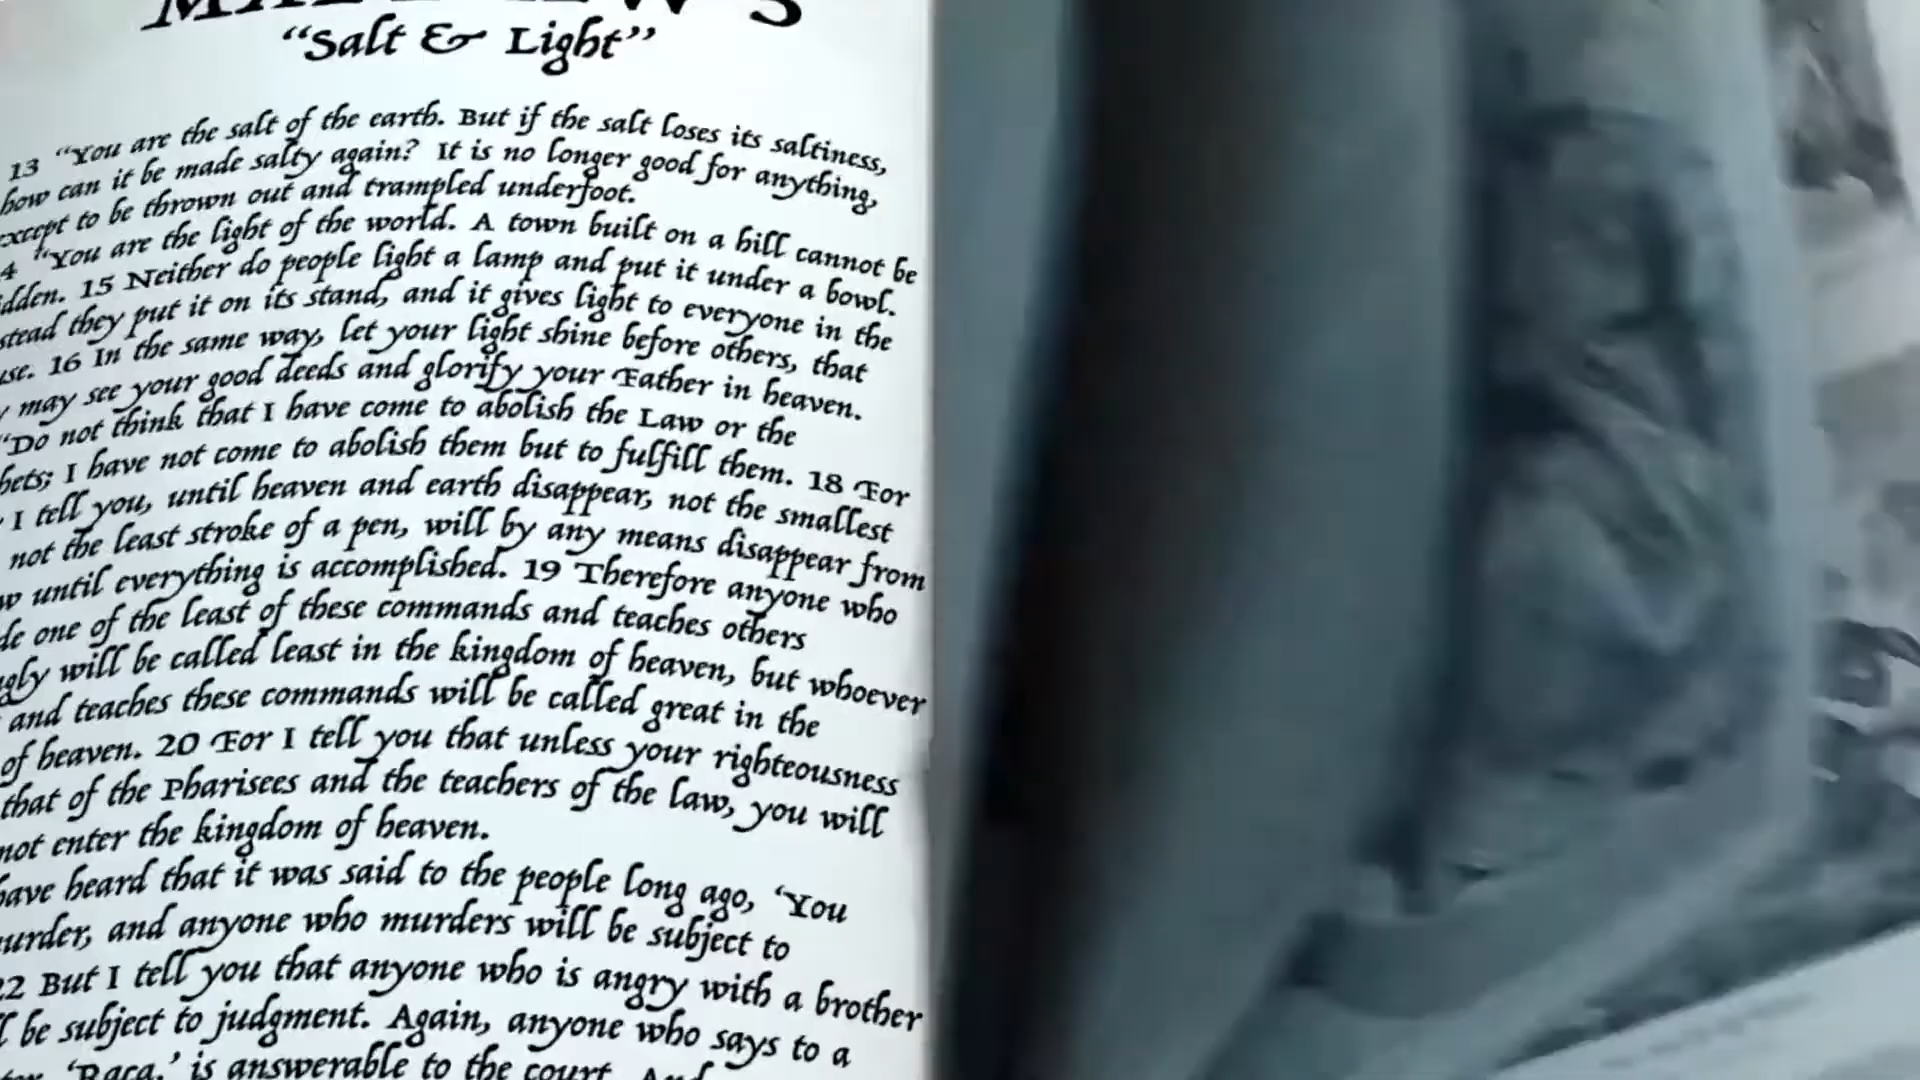 "Salt & Light"
13 "You are the salt of the earth. But if the salt loses its saltiness,
how can it be made salty again? It is no longer good for anything,
except to be thrown out and trampled underfoot.
4 "You are the light of the world. A town built on a hill cannot be
dden. 15 Neither do people light a lamp and put it under a bowl.
stead they put it on its stand, and it gives light to everyone in the
use. 16 In the same way, let your light shine before others, that
y may see your good deeds and glorify your Father in heaven.
"Do not think that I have come to abolish the Law or the
hets; I have not come to abolish them but to fulfill them. 18 For
I tell you, until heaven and earth disappear, not the smallest
not the least stroke of a pen, will by any means disappear from
w until everything is accomplished. 19 Therefore anyone who
de one of the least of these commands and teaches others
gly will be called least in the kingdom of heaven, but whoever
and teaches these commands will be called great in the
of heaven. 20 For I tell you that unless your righteousness
that of the Pharisees and the teachers of the law, you will
not enter the kingdom of heaven.
have heard that it was said to the people long ago, 'You
murder, and anyone who murders will be subject to
22 But I tell you that anyone who is angry with a brother
l be subject to judgment. Again, anyone who says to a
'Raca,' is answerable to the court. And